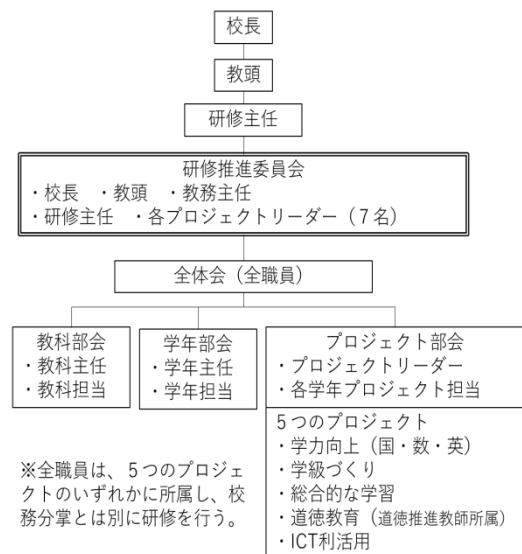 校長
教頭
研修主任
研修推進委員会
・校長　・教頭　・教務主任
・研修主任　・各プロジェクトリーダー（７名）
全体会（全職員）
教科部会
・教科主任
・教科担当
学年部会
・学年主任
・学年担当
プロジェクト部会
・プロジェクトリーダー
・各学年プロジェクト担当
５つのプロジェクト
・学力向上（国・数・英）
・学級づくり
・総合的な学習
・道徳教育（道徳推進教師所属）
・ICT利活用
※全職員は、５つのプロジェ
クトのいずれかに所属し、校
務分掌とは別に研修を行う。